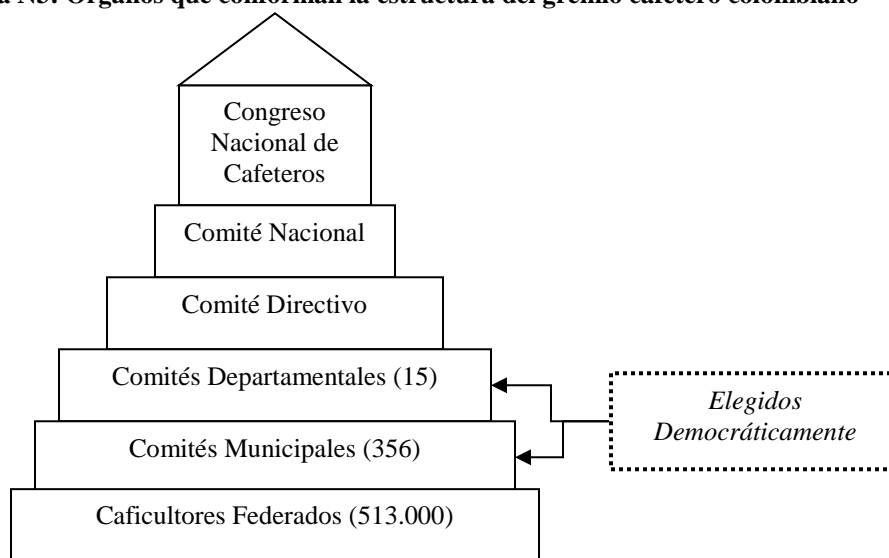 a N3: Órganos que conforman la estructura del gremio cafetero colombiano
Congreso
Nacional de
Cafeteros
Comité Nacional
Comité Directivo
Comités Departamentales (15)
Elegidos
Democráticamente
Comités Municipales (356)
Caficultores Federados (513.000)